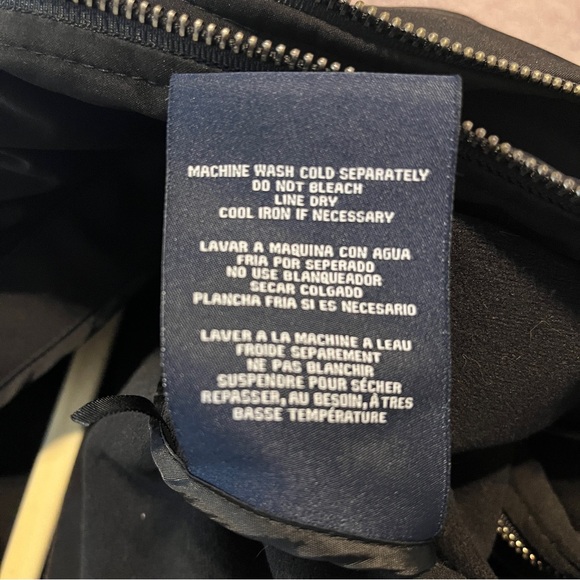 MACHINE WASH COLD SEPARATELY
DO NOT BLEACH
LINE DRY
COOL IRON IF NECESSARY
LAVAR A MAQUINA CON AGUA
FRIA POR SEPERADO
NO USE BLANQUEADOR
SECAR COLGADO
PLANCHA FRIA SI ES NECESARIO
LAVER A LA MACHINE A LEAU
FROIDE SEPAREMENT
NE PAS BLANCHIR
SUSPENDRE POUR SÉCHER
REPASSER, AU BESOIN, À TRES
BASSE TEMPÉRATURE